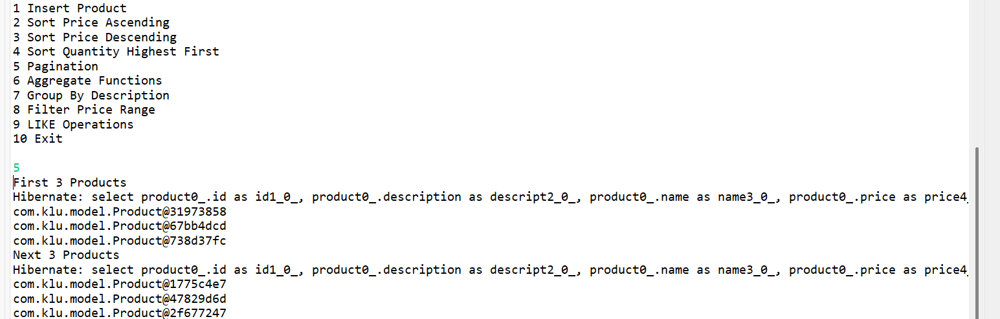 1 Insert Product
2 Sort Price Ascending
3 Sort Price Descending
4 Sort Quantity Highest First
5 Pagination
6 Aggregate Functions
7 Group By Description
8 Filter Price Range
9 LIKE Operations
10 Exit
5
First 3 Products
Hibernate: select product0_.id as id1_0_, product0_.description as descript2_0_, product0_.name as name3_0_, product0_.price as price4_
com.klu.model.Product@31973858
com.klu.model.Product@67bb4dcd
com.klu.model.Product@738d37fc
Next 3 Products
Hibernate: select product0_.id as id1_0_, product0_.description as descript2_0_, product0_.name as name3_0_, product0_.price as price4_
com.klu.model.Product@1775c4e7
com.klu.model.Product@47829d6d
com.klu.model.Product@2f677247